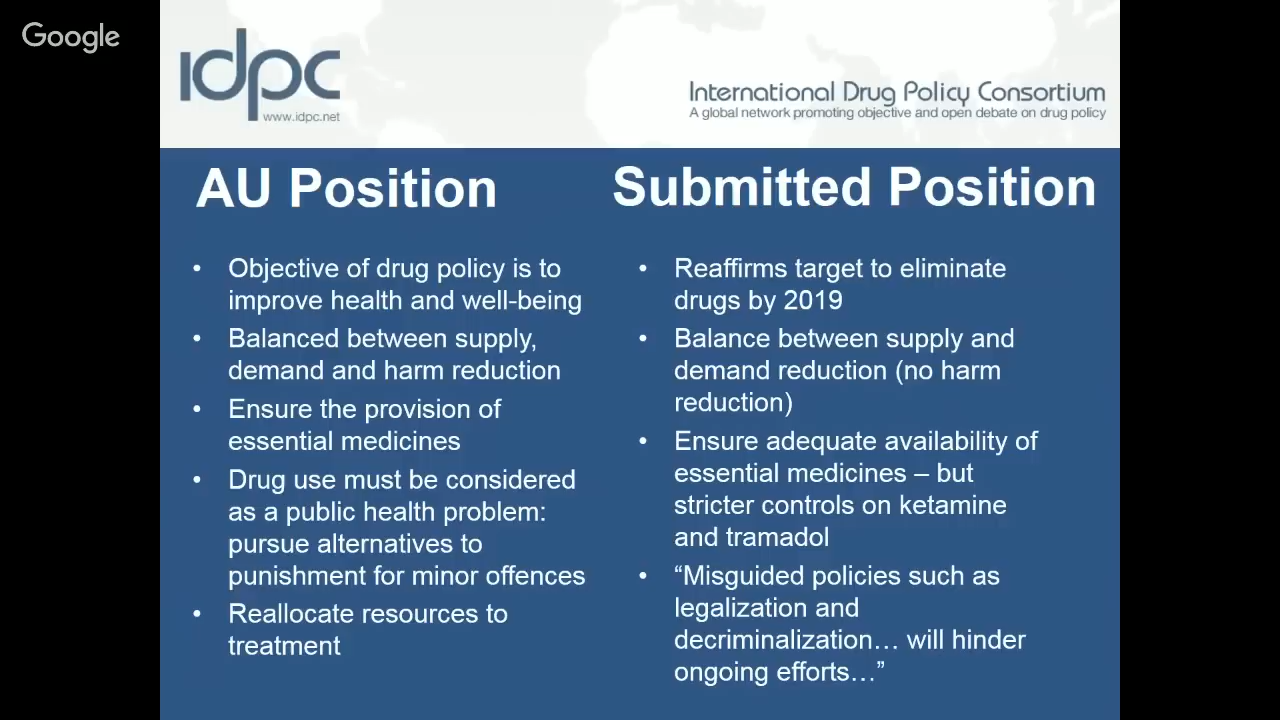 Google
idpc
www.idpc.net
International Drug Policy Consortium
A global network promoting objective and open debate on drug policy
AU Position
• Objective of drug policy is to
improve health and well-being
• Balanced between supply,
demand and harm reduction
• Ensure the provision of
essential medicines
• Drug use must be considered
as a public health problem:
pursue alternatives to
punishment for minor offences
• Reallocate resources to
treatment
Submitted Position
• Reaffirms target to eliminate
drugs by 2019
• Balance between supply and
demand reduction (no harm
reduction)
• Ensure adequate availability of
essential medicines – but
stricter controls on ketamine
and tramadol
• “Misguided policies such as
legalization and
decriminalization… will hinder
ongoing efforts…”